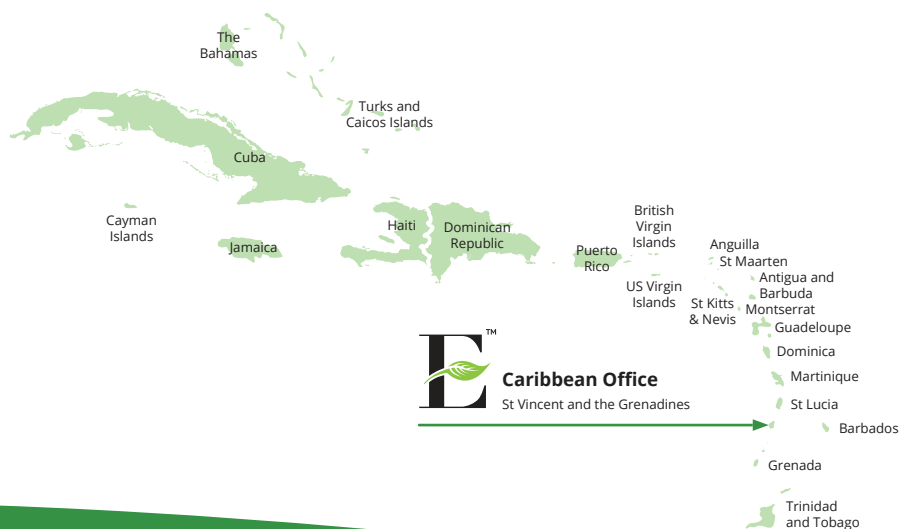 The
Bahamas
Turks and
Caicos Islands
Cuba
Cayman
Islands
Jamaica
Haiti
Dominican
Republic
Puerto
Rico
British
Virgin
Islands
US Virgin
Islands
Anguilla
St Maarten
Antigua and
Barbuda
St Kitts
& Nevis
Montserrat
Guadeloupe
Dominica
Martinique
St Lucia
Barbados
Grenada
Trinidad
and Tobago
E™
Caribbean Office
St Vincent and the Grenadines